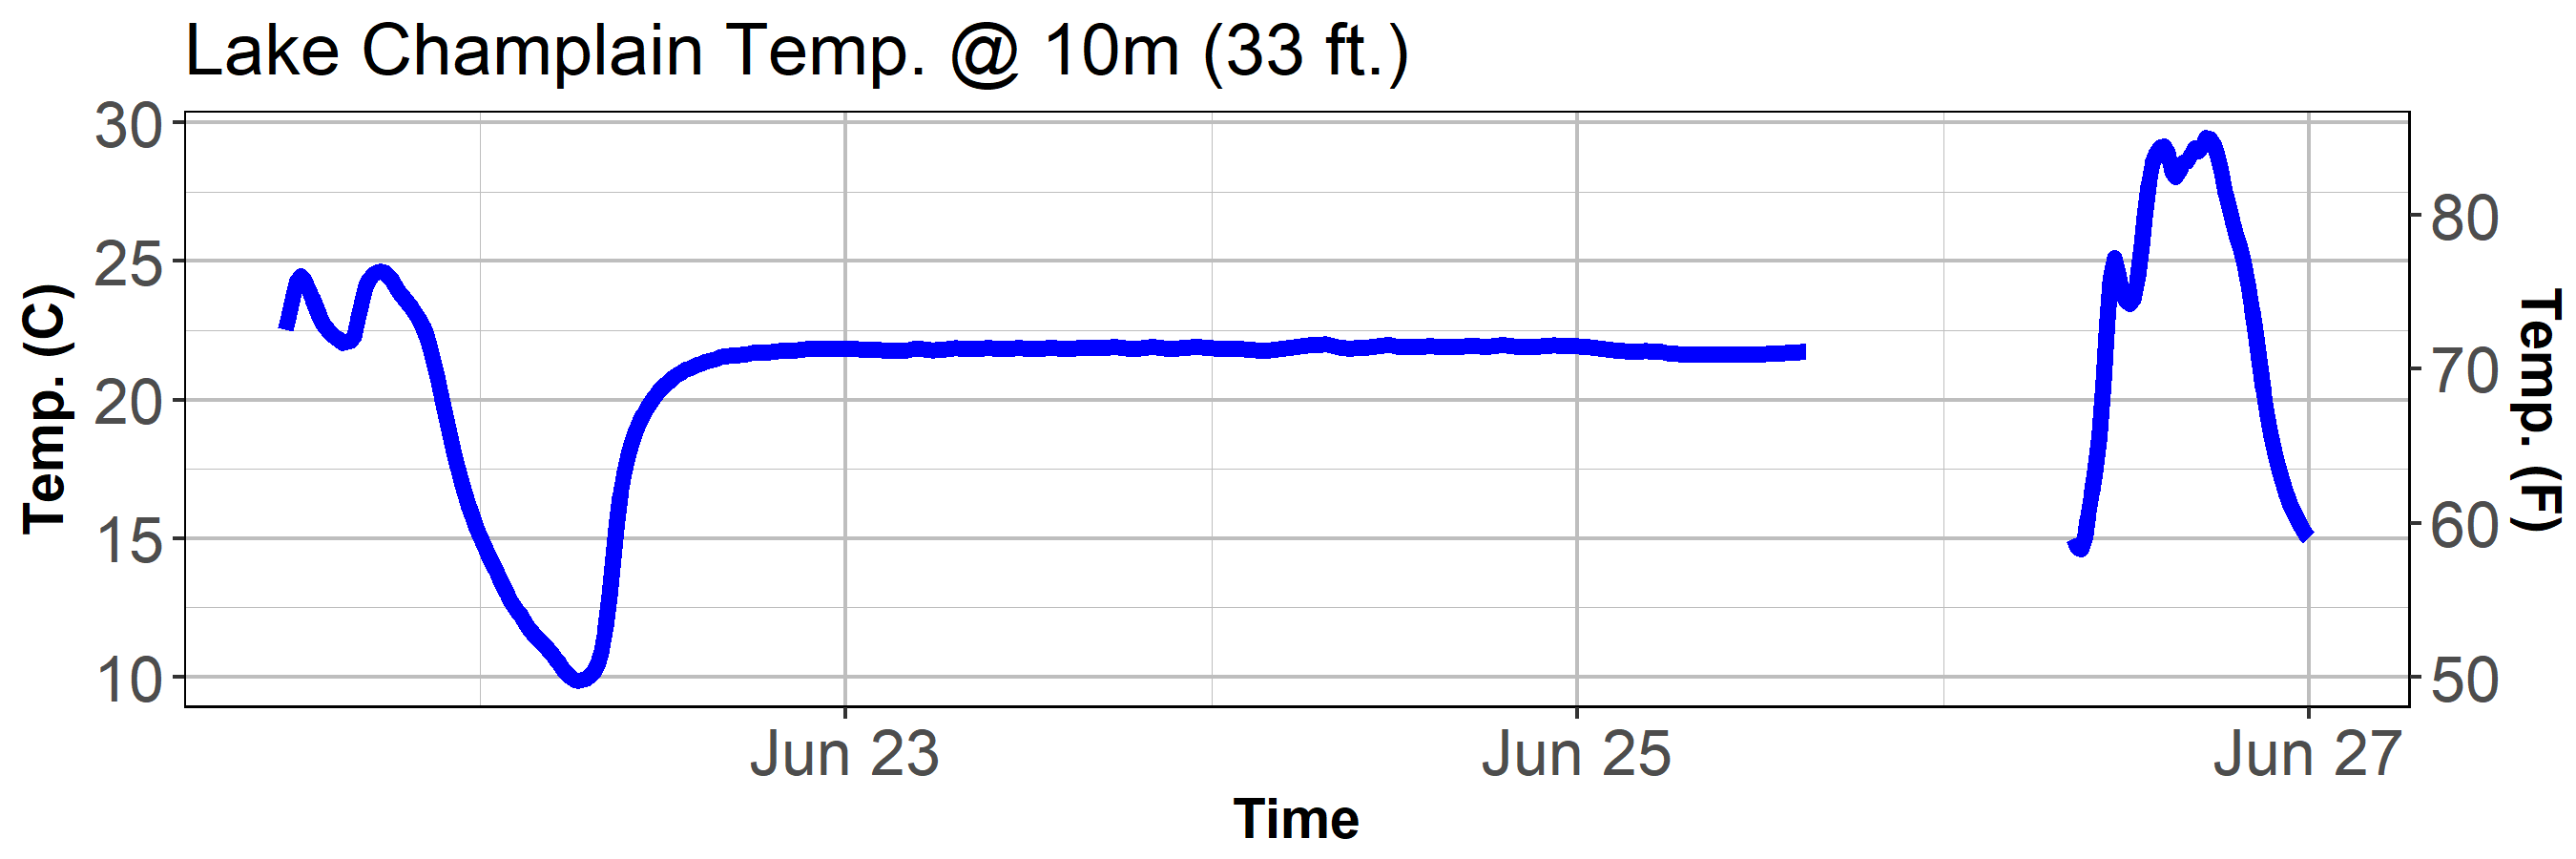 Lake Champlain Temp. @ 10m (33 ft.)
30
25
20
15
10
Temp. (C)
80
70
60
50
Temp. (F)
Jun 23
Jun 25
Jun 27
Time